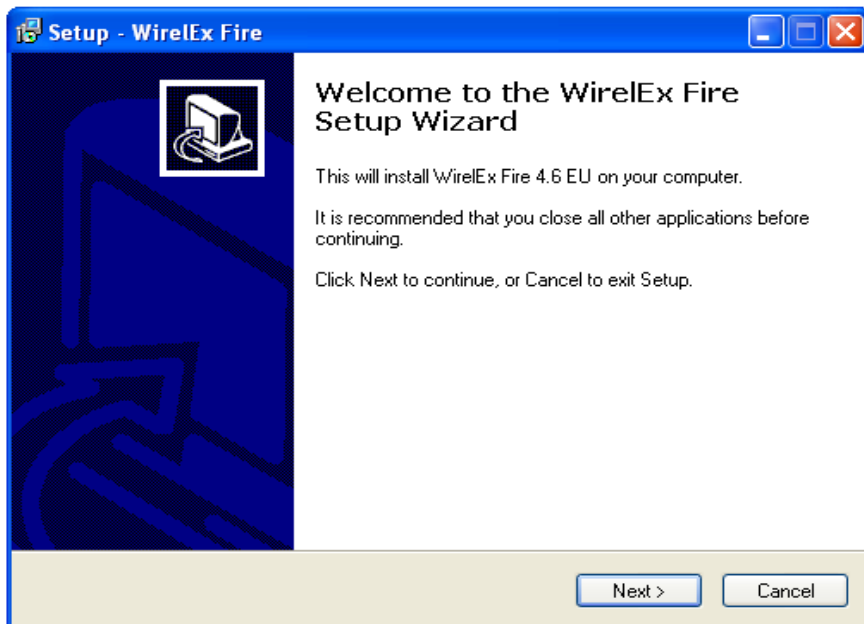 Setup - WirelEx Fire
Welcome to the WirelEx Fire
Setup Wizard
This will install WirelEx Fire 4.6 EU on your computer.
It is recommended that you close all other applications before
continuing.
Click Next to continue, or Cancel to exit Setup.
Next >
Cancel